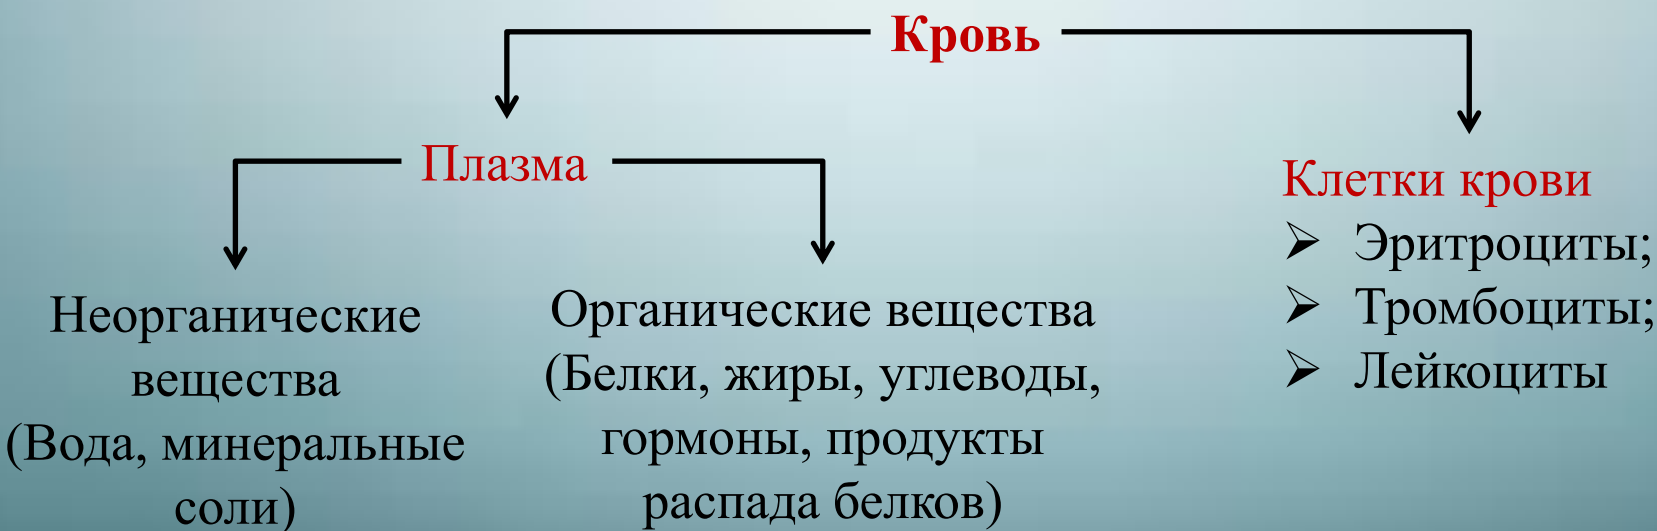 Кровь
Плазма
Неорганические
вещества
(Вода, минеральные
соли)
Органические вещества
(Белки, жиры, углеводы,
гормоны, продукты
распада белков)
Клетки крови
Эритроциты;
Тромбоциты;
Лейкоциты